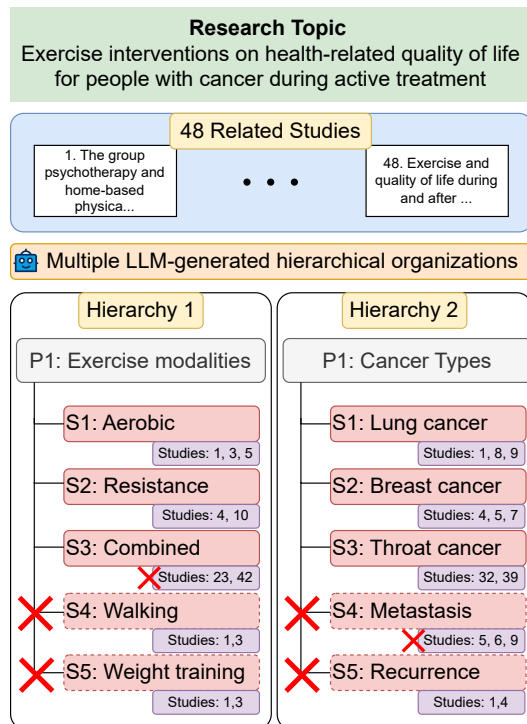 Research Topic
Exercise interventions on health-related quality of life
for people with cancer during active treatment
48 Related Studies
1. The group
psychotherapy and
home-based
physica...
• • •
48. Exercise and
quality of life during
and after ...
Multiple LLM-generated hierarchical organizations
Hierarchy 1
P1: Exercise modalities
S1: Aerobic
Studies: 1, 3, 5
S2: Resistance
Studies: 4, 10
S3: Combined
Studies: 23, 42
S4: Walking
Studies: 1,3
S5: Weight training
Studies: 1,3
Hierarchy 2
P1: Cancer Types
S1: Lung cancer
Studies: 1, 8, 9
S2: Breast cancer
Studies: 4, 5, 7
S3: Throat cancer
Studies: 32, 39
S4: Metastasis
Studies: 5, 6, 9
S5: Recurrence
Studies: 1,4